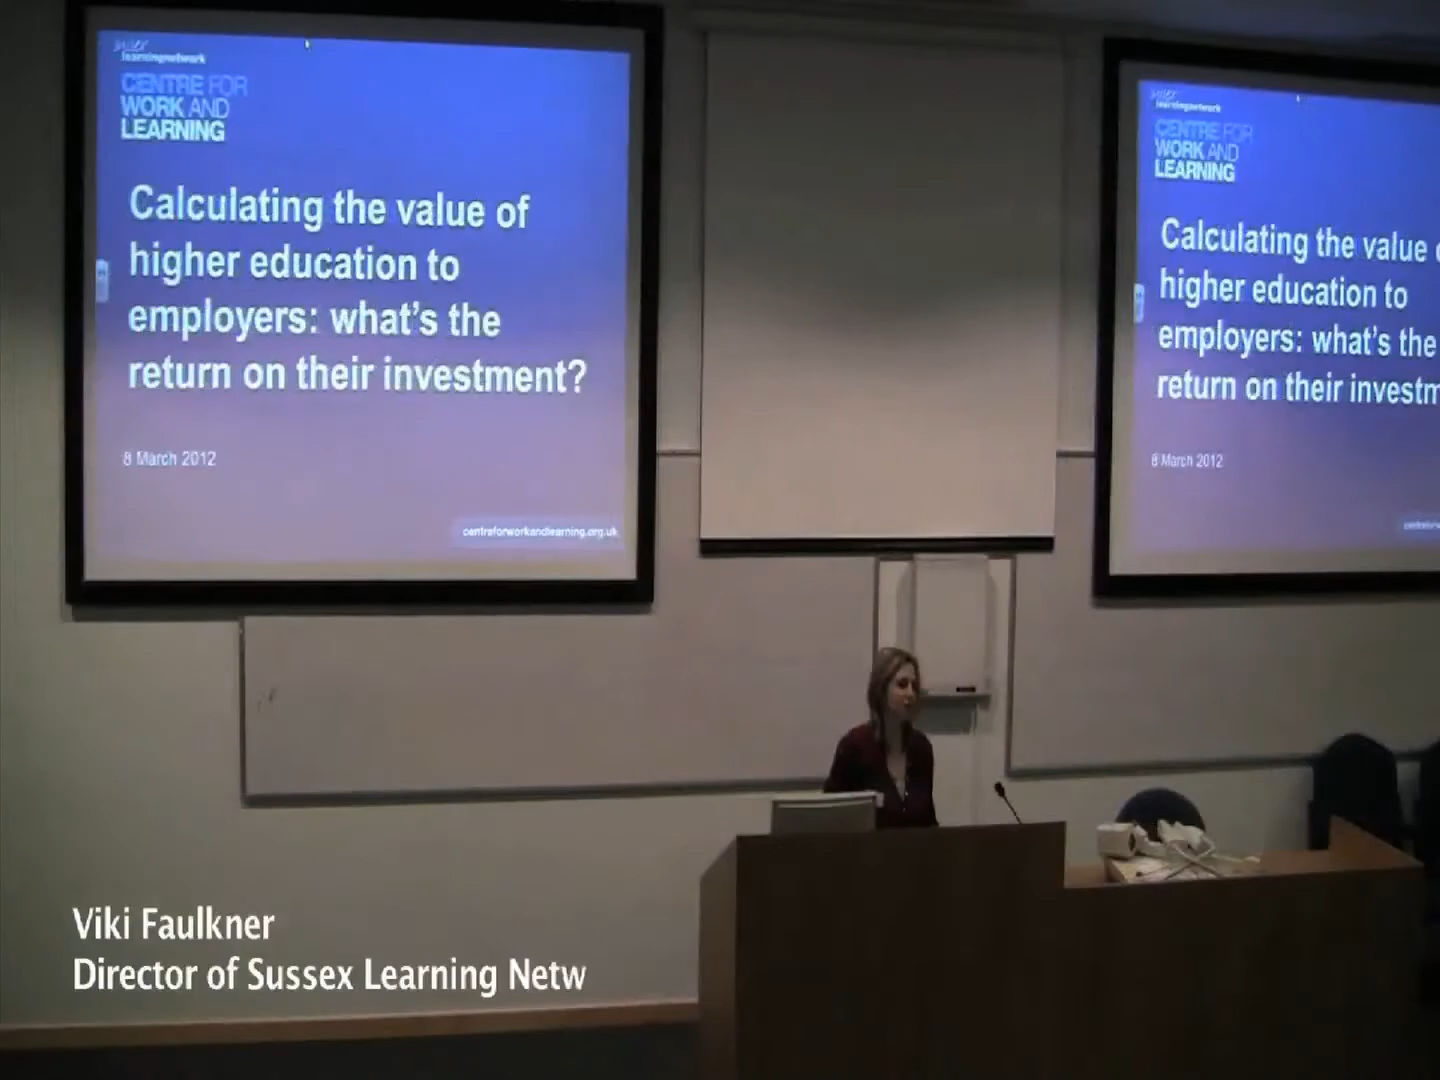 learningnetwork
CENTRE FOR
WORK AND
LEARNING
Calculating the value of
higher education to
employers: what's the
return on their investment?
8 March 2012
centreforworkandlearning.org.uk
learningnetwork
CENTRE FOR
WORK AND
LEARNING
Calculating the value
higher education to
employers: what's the
return on their investm
8 March 2012
Viki Faulkner
Director of Sussex Learning Netw